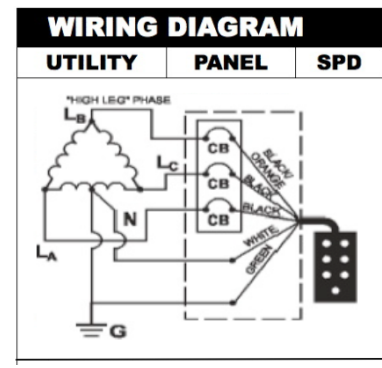 WIRING DIAGRAM
UTILITY PANEL SPD
"HIGH LEG" PHASE
LB
CB
BLACK/
ORANGE
LC
CB
BLACK
CB
BLACK
N
WHITE
LA
GREEN
G